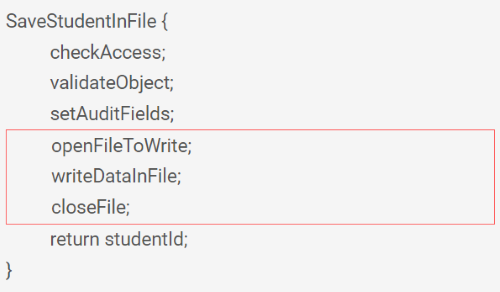 SaveStudentInFile {
checkAccess;
validateObject;
setAuditFields;
openFileToWrite;
writeDataInFile;
closeFile;
return studentId;
}